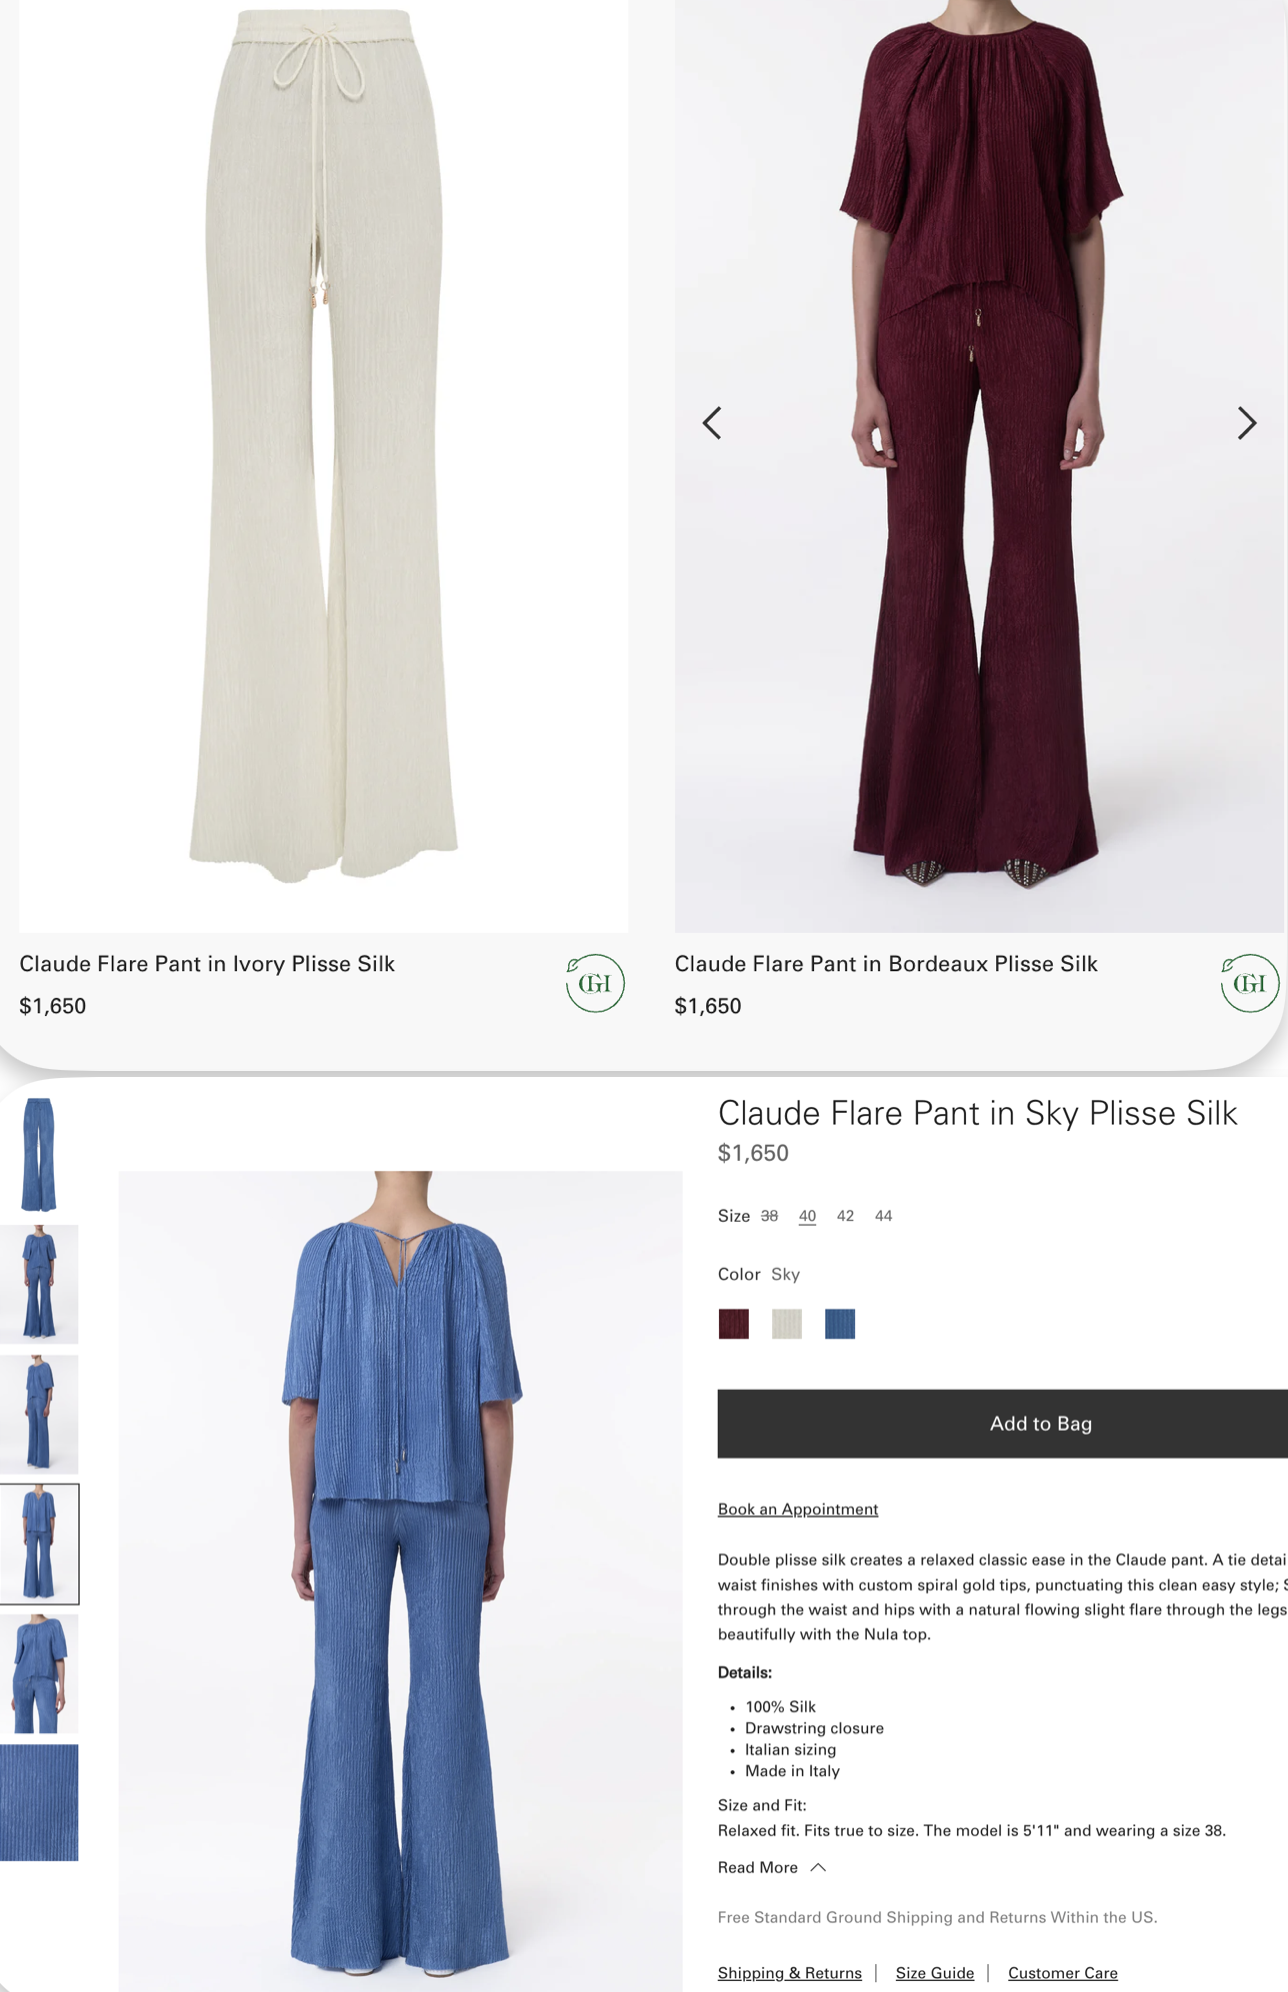 Claude Flare Pant in Ivory Plisse Silk
$1,650
GH
Claude Flare Pant in Bordeaux Plisse Silk
$1,650
GH
Claude Flare Pant in Sky Plisse Silk
$1,650
Size 38 40 42 44
Color Sky
Add to Bag
Book an Appointment
Double plisse silk creates a relaxed classic ease in the Claude pant. A tie detai
waist finishes with custom spiral gold tips, punctuating this clean easy style;
through the waist and hips with a natural flowing slight flare through the legs
beautifully with the Nula top.
Details:
• 100% Silk
• Drawstring closure
• Italian sizing
• Made in Italy
Size and Fit:
Relaxed fit. Fits true to size. The model is 5'11" and wearing a size 38.
Read More
Free Standard Ground Shipping and Returns Within the US.
Shipping & Returns | Size Guide | Customer Care